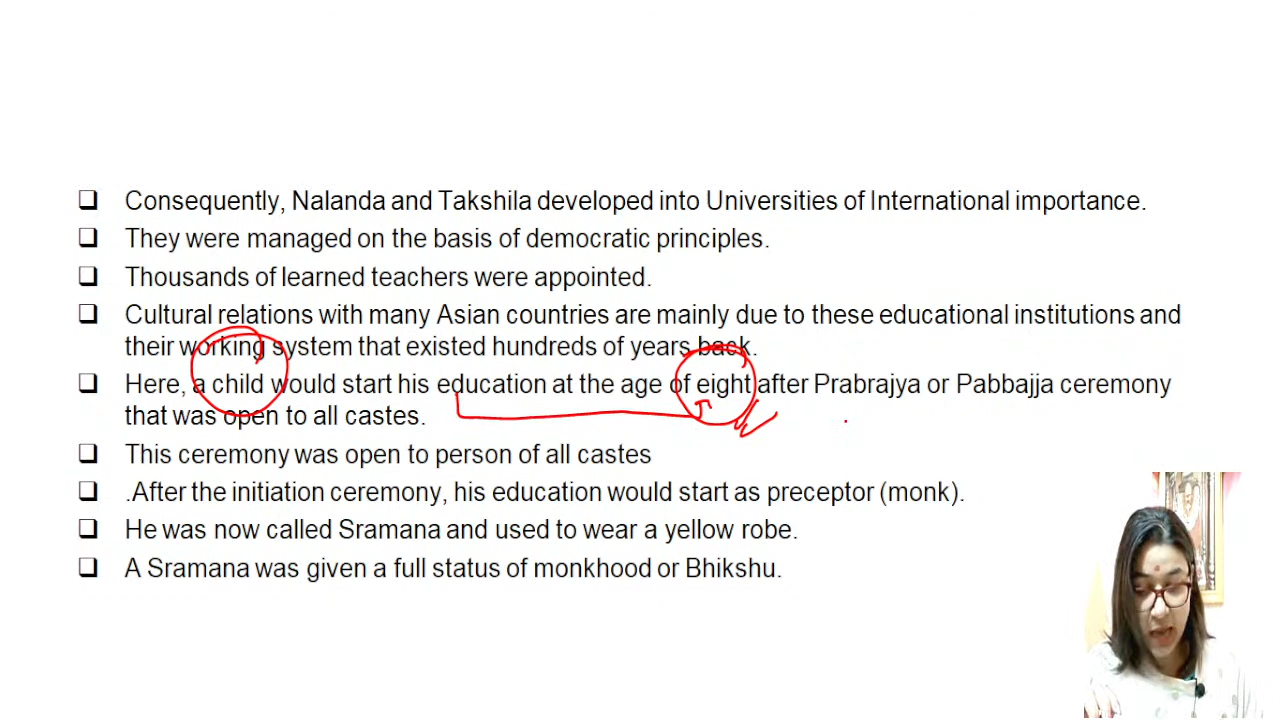 ❑ Consequently, Nalanda and Takshila developed into Universities of International importance.
❑ They were managed on the basis of democratic principles.
❑ Thousands of learned teachers were appointed.
❑ Cultural relations with many Asian countries are mainly due to these educational institutions and
their working system that existed hundreds of years back.
❑ Here, a child would start his education at the age of eight after Prabrajya or Pabbajja ceremony
that was open to all castes.
❑ This ceremony was open to person of all castes
❑ .After the initiation ceremony, his education would start as preceptor (monk).
❑ He was now called Sramana and used to wear a yellow robe.
❑ A Sramana was given a full status of monkhood or Bhikshu.